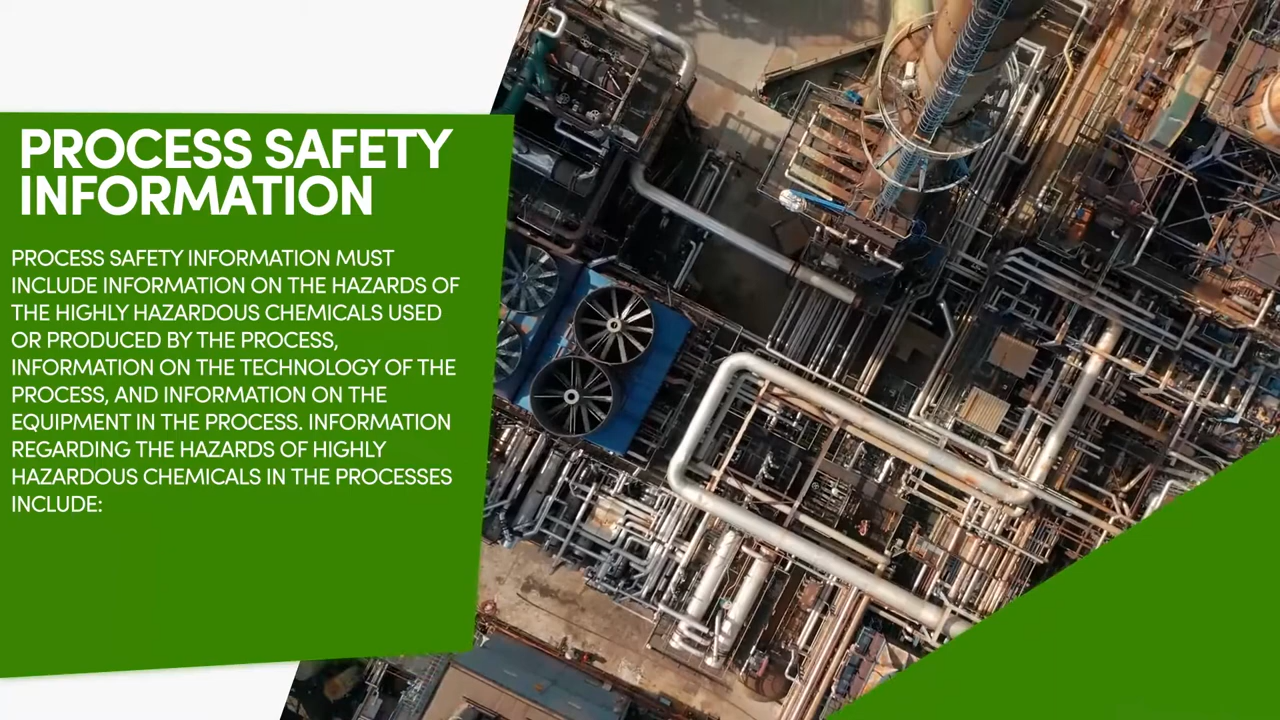 PROCESS SAFETY
INFORMATION
PROCESS SAFETY INFORMATION MUST
INCLUDE INFORMATION ON THE HAZARDS OF
THE HIGHLY HAZARDOUS CHEMICALS USED
OR PRODUCED BY THE PROCESS,
INFORMATION ON THE TECHNOLOGY OF THE
PROCESS, AND INFORMATION ON THE
EQUIPMENT IN THE PROCESS. INFORMATION
REGARDING THE HAZARDS OF HIGHLY
HAZARDOUS CHEMICALS IN THE PROCESSES
INCLUDE: